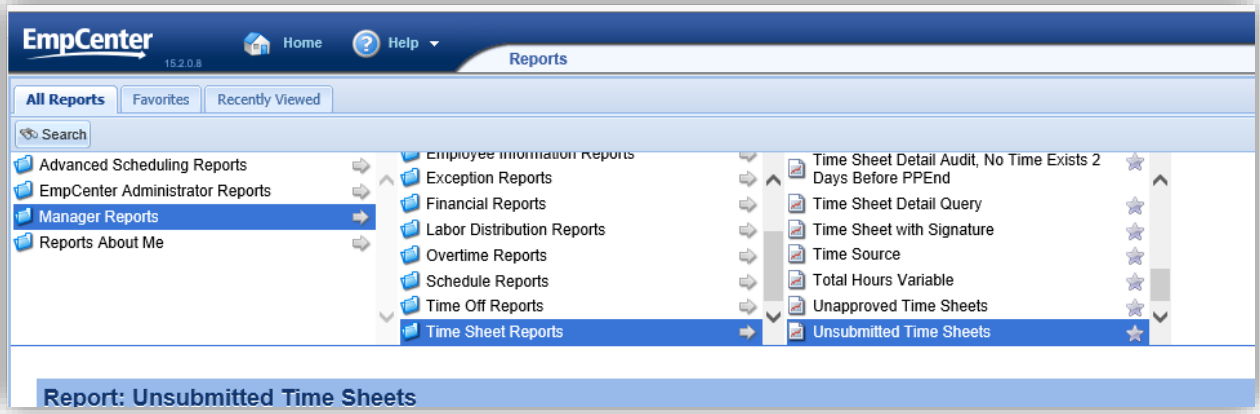 EmpCenter
15.2.0.8
Home
Help
Reports
All Reports
Favorites
Recently Viewed
Search
Advanced Scheduling Reports
EmpCenter Administrator Reports
Manager Reports
Reports About Me
Employee Information Reports
Exception Reports
Financial Reports
Labor Distribution Reports
Overtime Reports
Schedule Reports
Time Off Reports
Time Sheet Reports
Time Sheet Detail Audit, No Time Exists 2
Days Before PPEnd
Time Sheet Detail Query
Time Sheet with Signature
Time Source
Total Hours Variable
Unapproved Time Sheets
Unsubmitted Time Sheets
Report: Unsubmitted Time Sheets